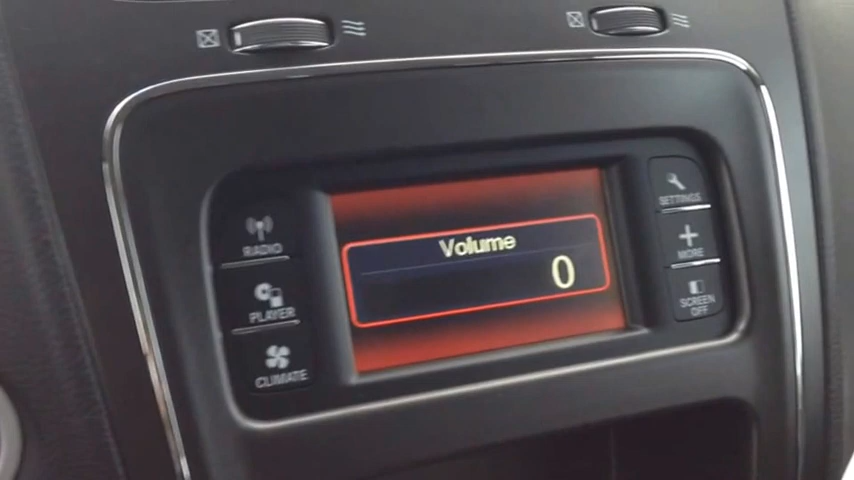 RADIO
PLAYER
CLIMATE
Volume
0
SETTINGS
MORE
SCREEN
OFF